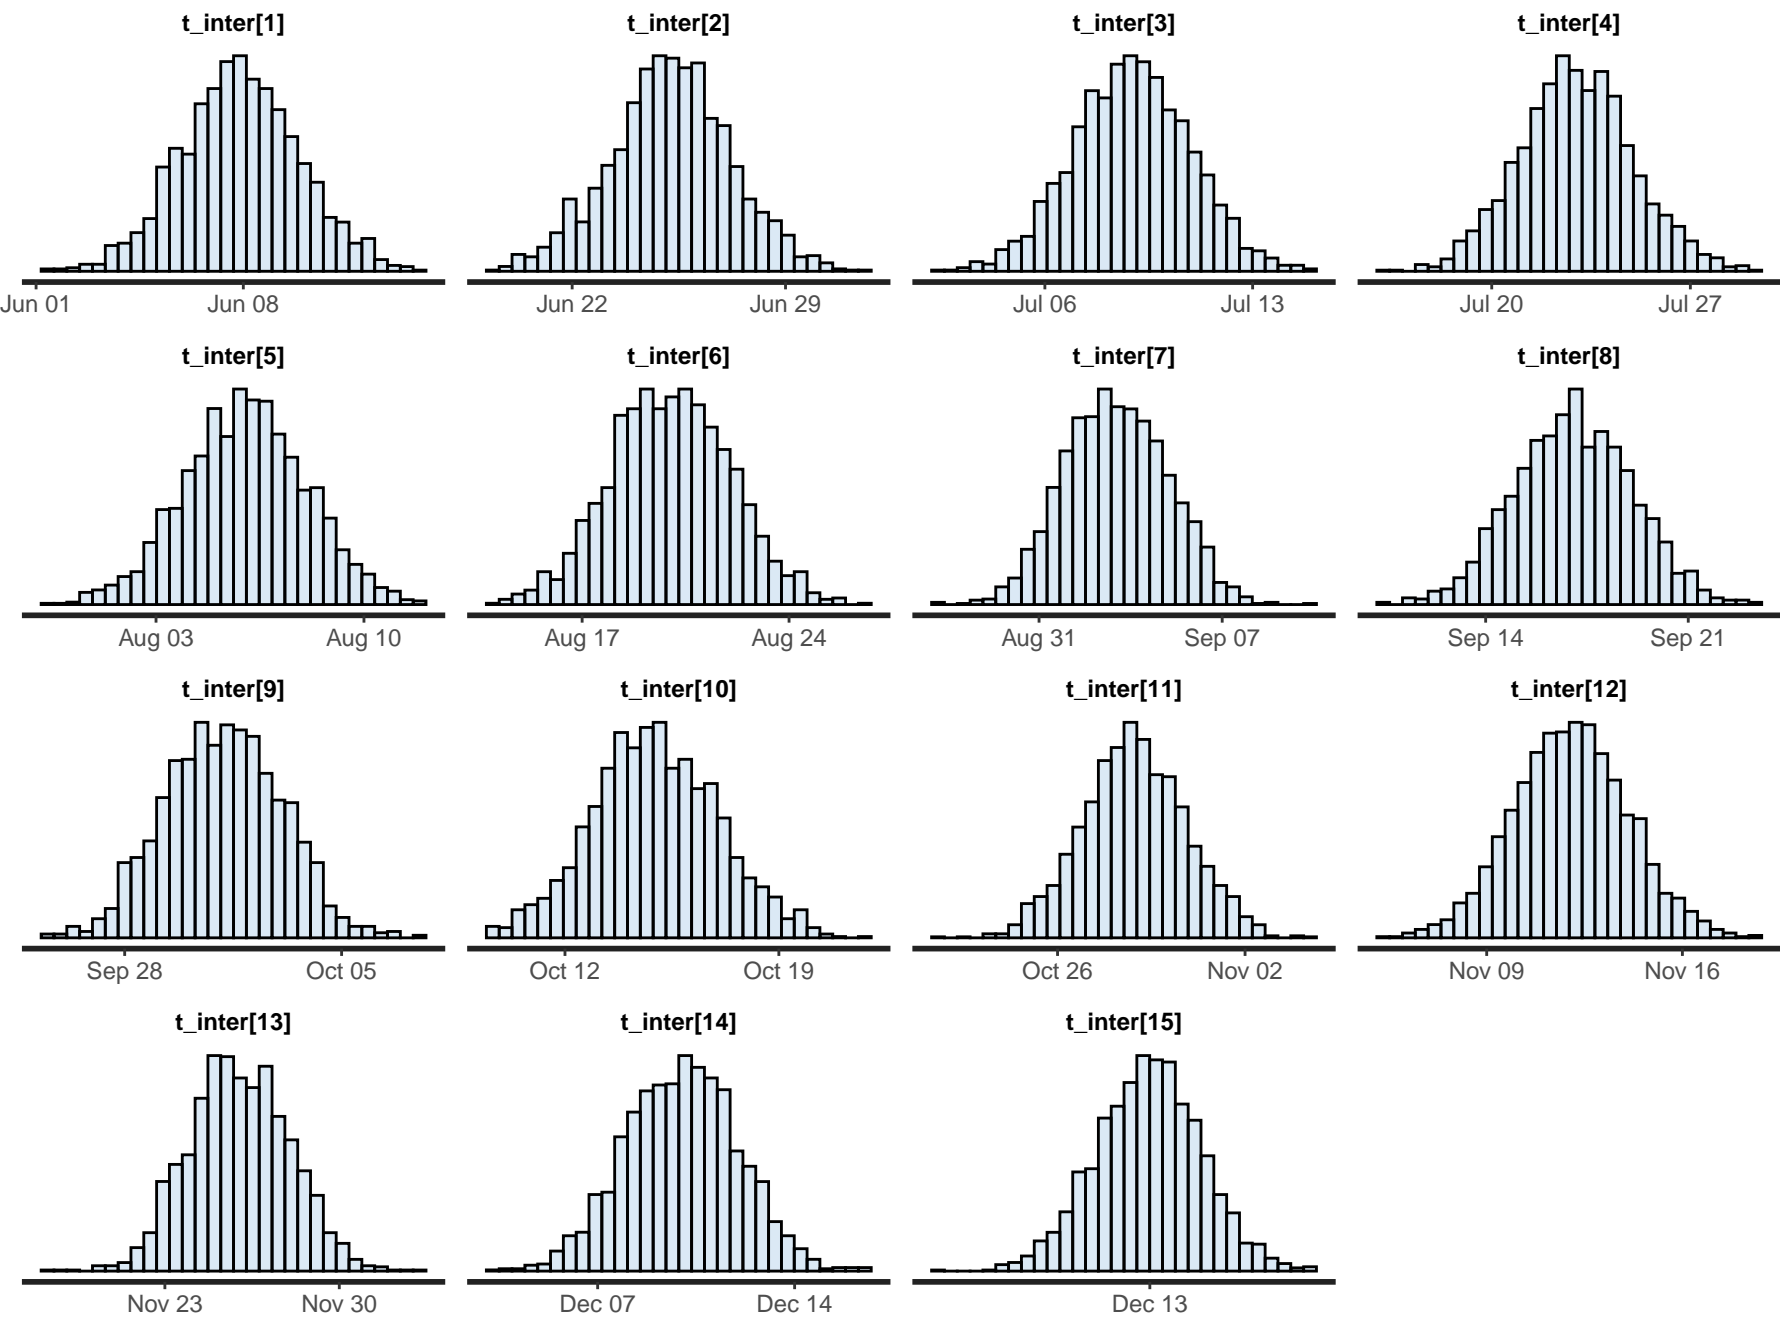 t_inter[1] t_inter[2] t_inter[3] t_inter[4]
Jun 01 Jun 08 Jun 22 Jun 29 Jul 06 Jul 13 Jul 20 Jul 27
t_inter[5] t_inter[6] t_inter[7] t_inter[8]
Aug 03 Aug 10 Aug 17 Aug 24 Aug 31 Sep 07 Sep 14 Sep 21
t_inter[9] t_inter[10] t_inter[11] t_inter[12]
Sep 28 Oct 05 Oct 12 Oct 19 Oct 26 Nov 02 Nov 09 Nov 16
t_inter[13] t_inter[14] t_inter[15]
Nov 23 Nov 30 Dec 07 Dec 14 Dec 13